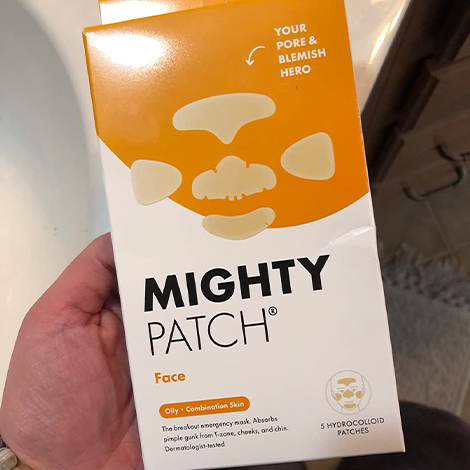 YOUR
PORE &
BLEMISH
HERO
MIGHTY
PATCH®
Face
Oily + Combination Skin
The breakout emergency mask. Absorbs
pimple gunk from T-zone, cheeks, and chin.
Dermatologist-tested
5 HYDROCOLLOID
PATCHES